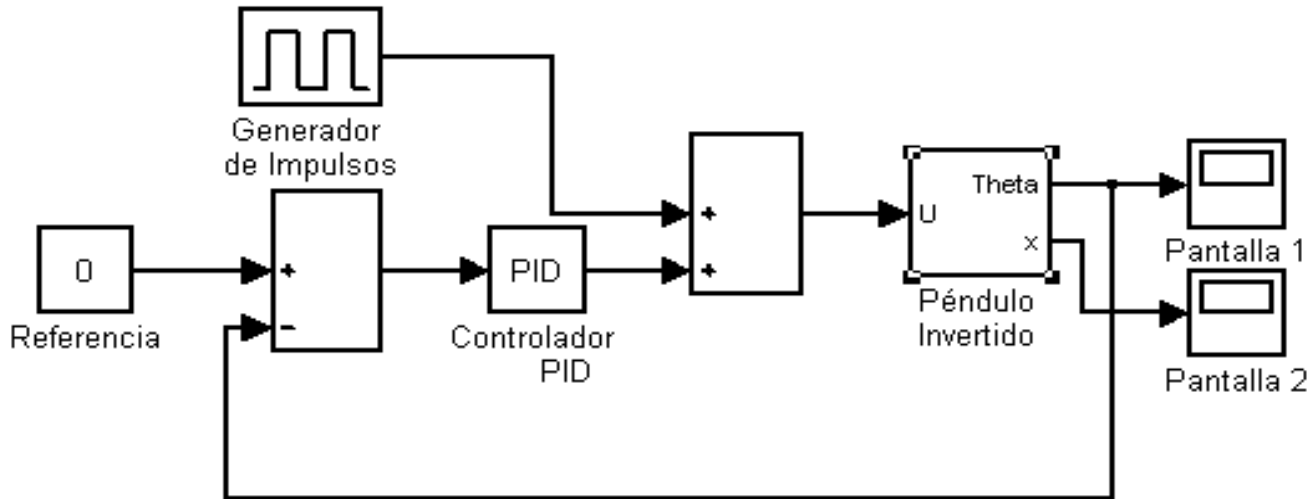 Generador
de Impulsos
+
+
-
0
Referencia
PID
Controlador
PID
+
+
Theta
U
x
Péndulo
Invertido
Pantalla 1
Pantalla 2